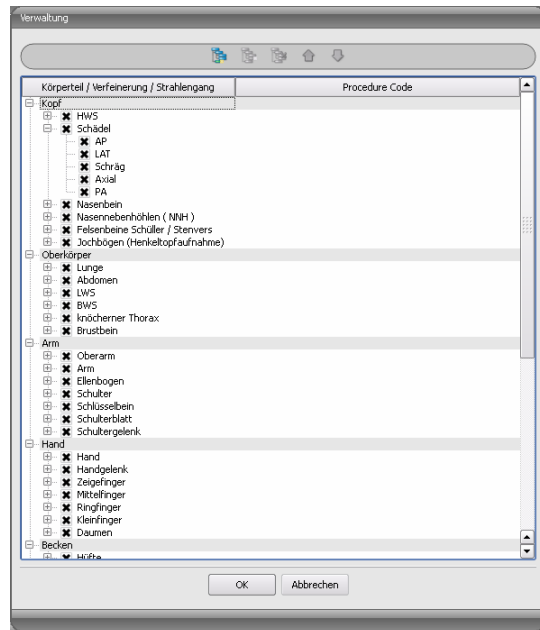 Verwaltung
Körperteil / Verfeinerung / Strahlengang Procedure Code
Kopf
HWS
Schädel
AP
LAT
Schräg
Axial
PA
Nasenbein
Nasennebenhöhlen ( NNH )
Felsenbeine Schüller / Stenvers
Jochbögen (Henkeltopfaufnahme)
Oberkörper
Lunge
Abdomen
LWS
BWS
knöcherner Thorax
Brustbein
Arm
Oberarm
Arm
Ellenbogen
Schulter
Schlüsselbein
Schulterblatt
Schultergelenk
Hand
Hand
Handgelenk
Zeigefinger
Mittelfinger
Ringfinger
Kleinfinger
Daumen
Becken
Hüfte
OK Abbrechen